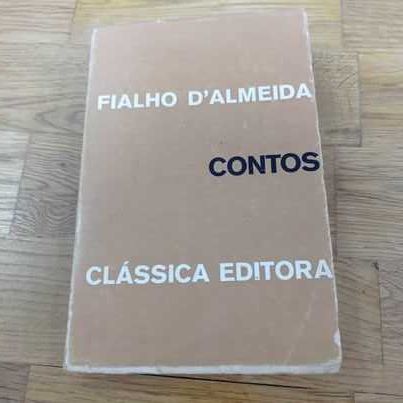 FIALHO D'ALMEIDA
CONTOS
CLÁSSICA EDITORA